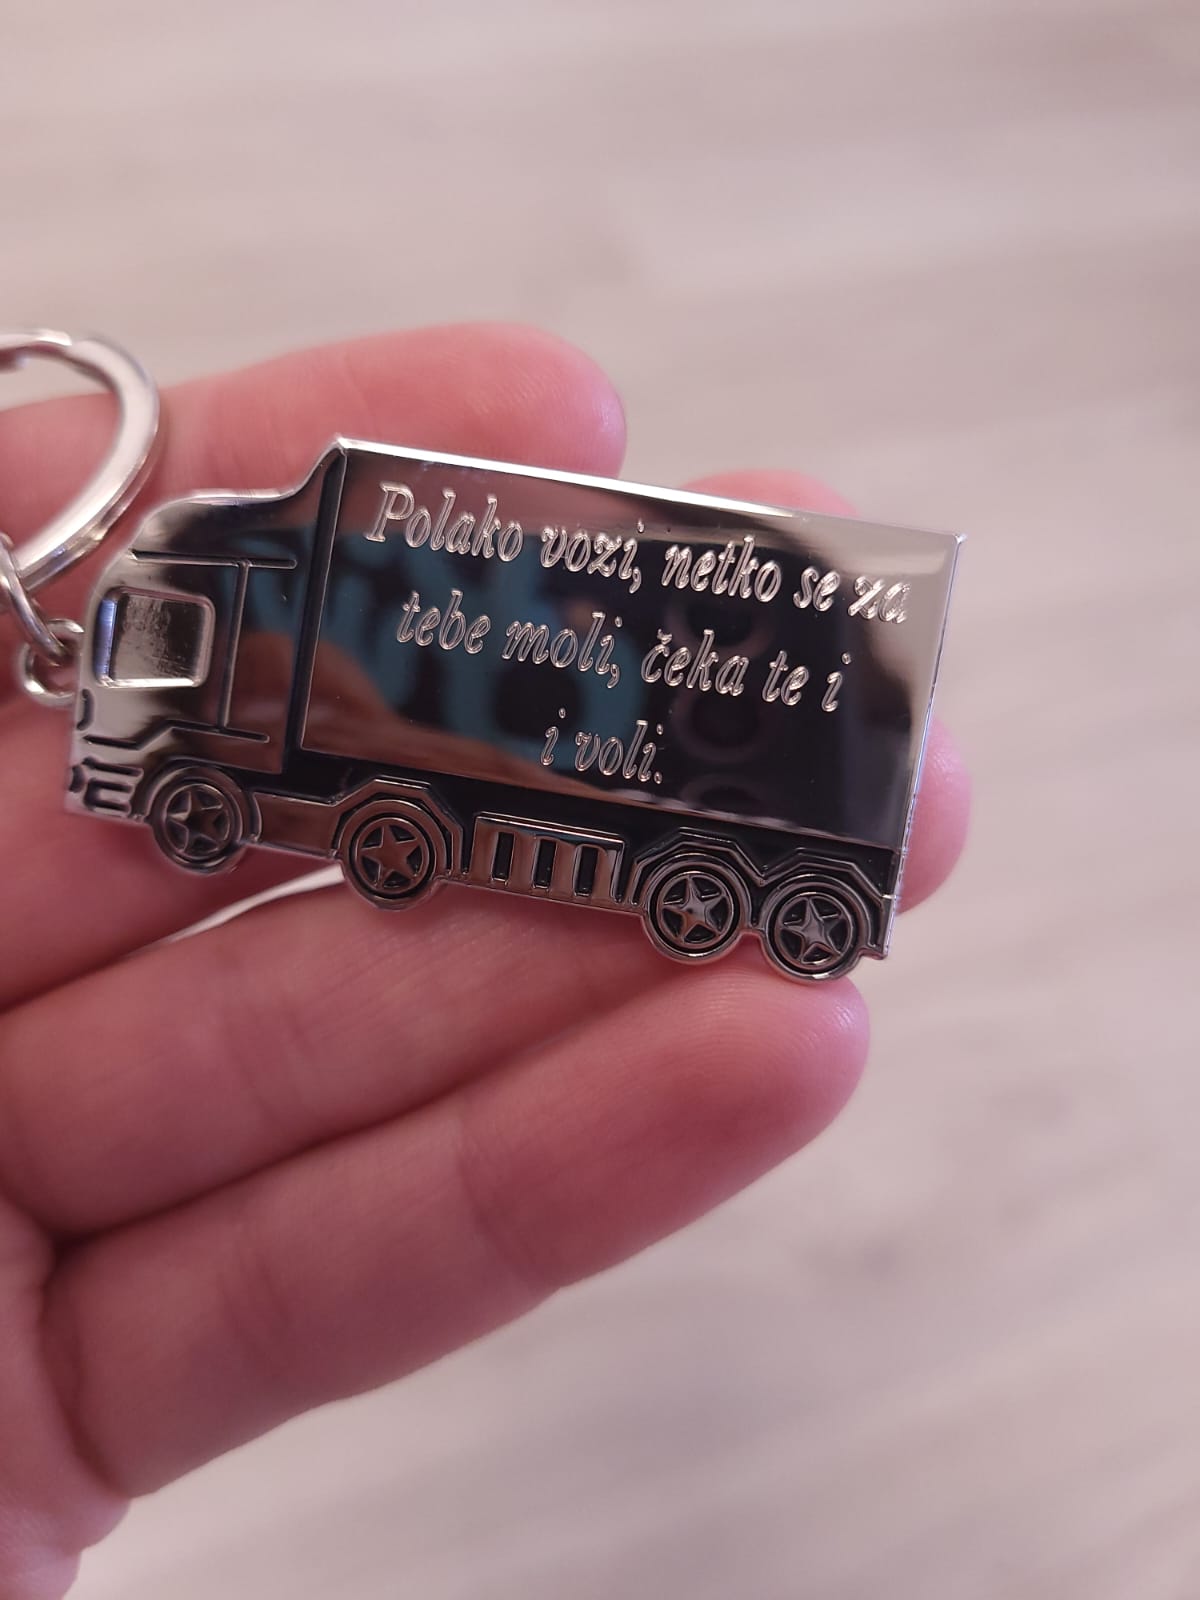 Polako vozi, netko se za
tebe moli, čeka te i
i voli.